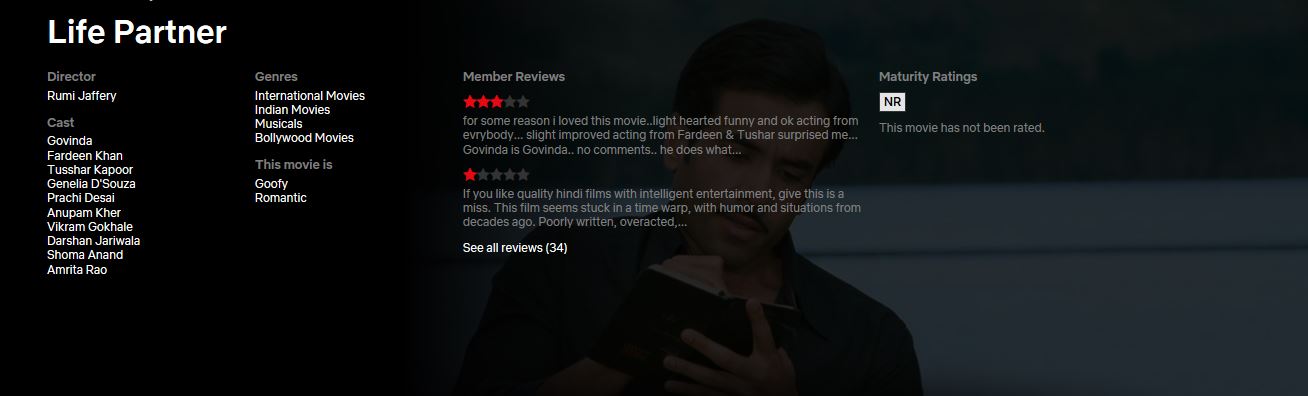 Life Partner
Director
Rumi Jaffery
Cast
Govinda
Fardeen Khan
Tusshar Kapoor
Genelia D'Souza
Prachi Desai
Anupam Kher
Vikram Gokhale
Darshan Jariwala
Shoma Anand
Amrita Rao
Genres
International Movies
Indian Movies
Musicals
Bollywood Movies
This movie is
Goofy
Romantic
Member Reviews
for some reason i loved this movie..light hearted funny and ok acting from
evrybody... slight improved acting from Fardeen & Tushar surprised me...
Govinda is Govinda.. no comments.. he does what...
If you like quality hindi films with intelligent entertainment, give this is a
miss. This film seems stuck in a time warp, with humor and situations from
decades ago. Poorly written, overacted,...
See all reviews (34)
Maturity Ratings
NR
This movie has not been rated.